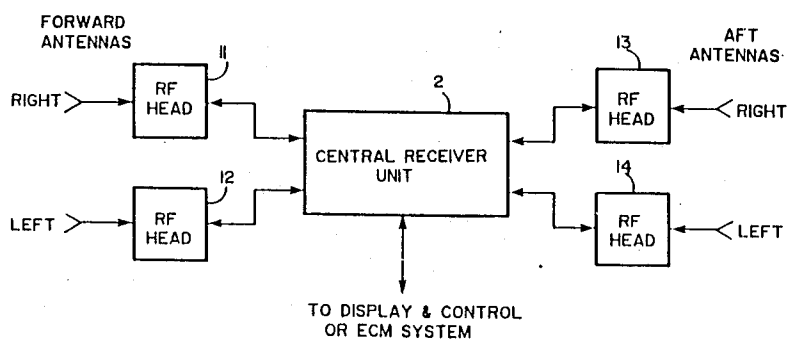 FORWARD
ANTENNAS
11
RF
HEAD
RIGHT
12
RF
HEAD
LEFT
2
CENTRAL RECEIVER
UNIT
13
RF
HEAD
AFT
ANTENNAS
RIGHT
14
RF
HEAD
LEFT
TO DISPLAY & CONTROL
OR ECM SYSTEM